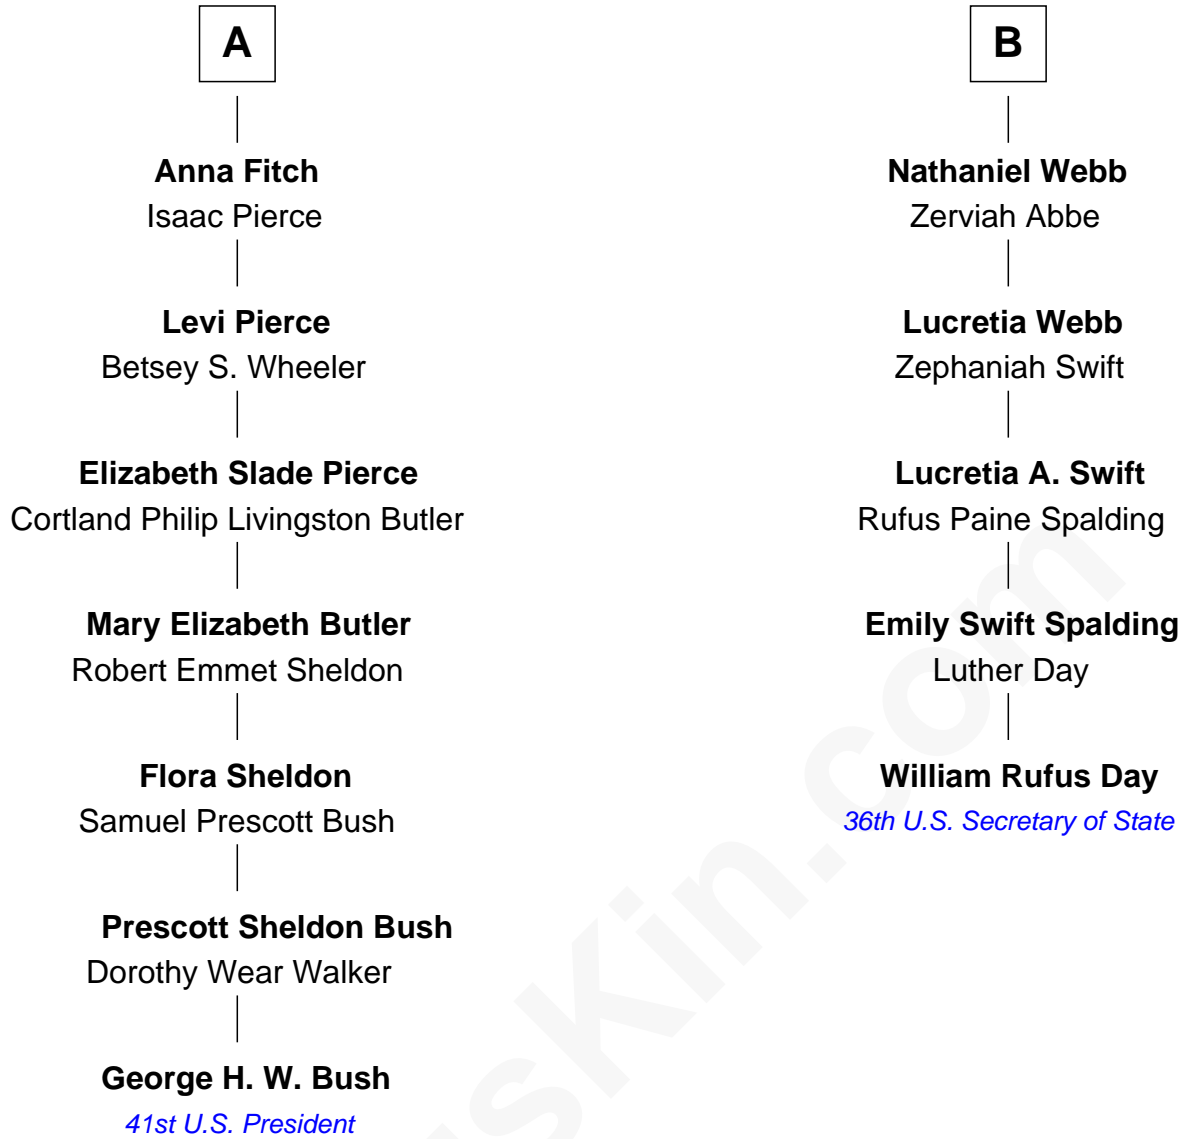 A
Anna Fitch
Isaac Pierce
Levi Pierce
Betsey S. Wheeler
Elizabeth Slade Pierce
Cortland Philip Livingston Butler
Mary Elizabeth Butler
Robert Emmet Sheldon
Flora Sheldon
Samuel Prescott Bush
Prescott Sheldon Bush
Dorothy Wear Walker
George H. W. Bush
41st U.S. President
B
Nathaniel Webb
Zerviah Abbe
Lucretia Webb
Zephaniah Swift
Lucretia A. Swift
Rufus Paine Spalding
Emily Swift Spalding
Luther Day
William Rufus Day
36th U.S. Secretary of State